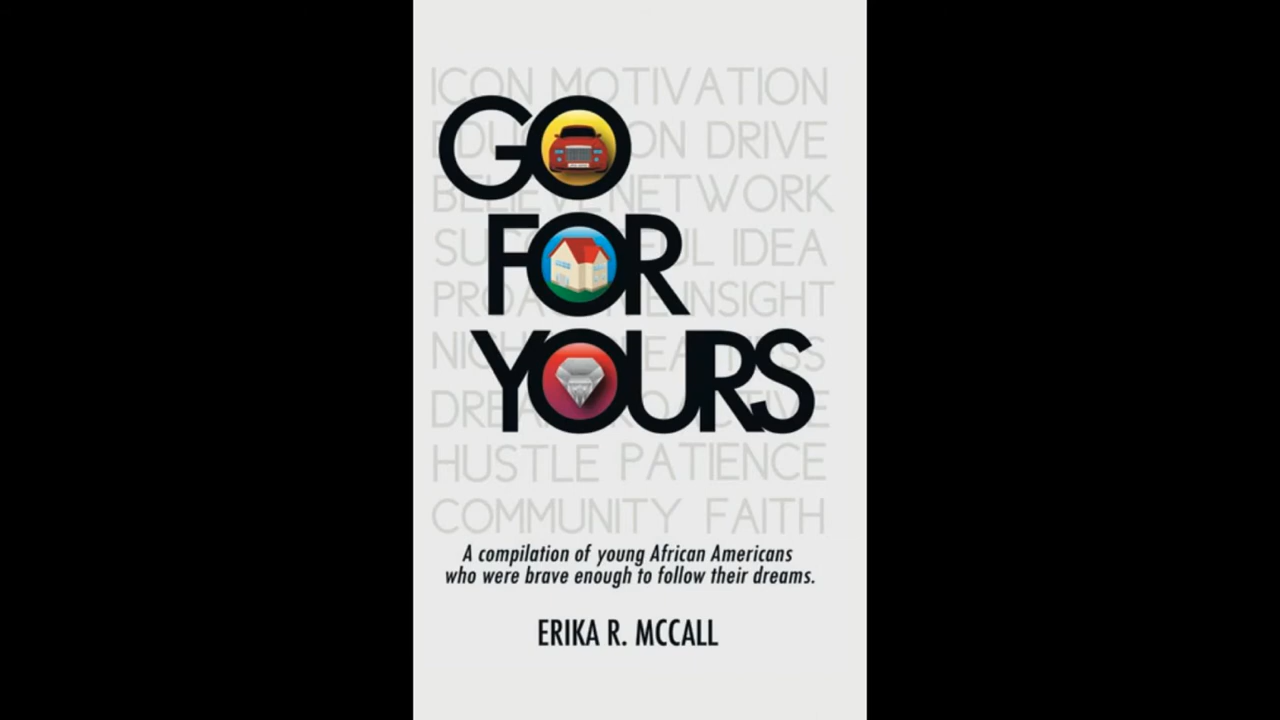 ICON MOTIVATION
GO
DRIVE
BELIEVE NETWORK
FOR
IDEA
INSIGHT
YOURS
HUSTLE PATIENCE
COMMUNITY FAITH
A compilation of young African Americans
who were brave enough to follow their dreams.
ERIKA R. MCCALL